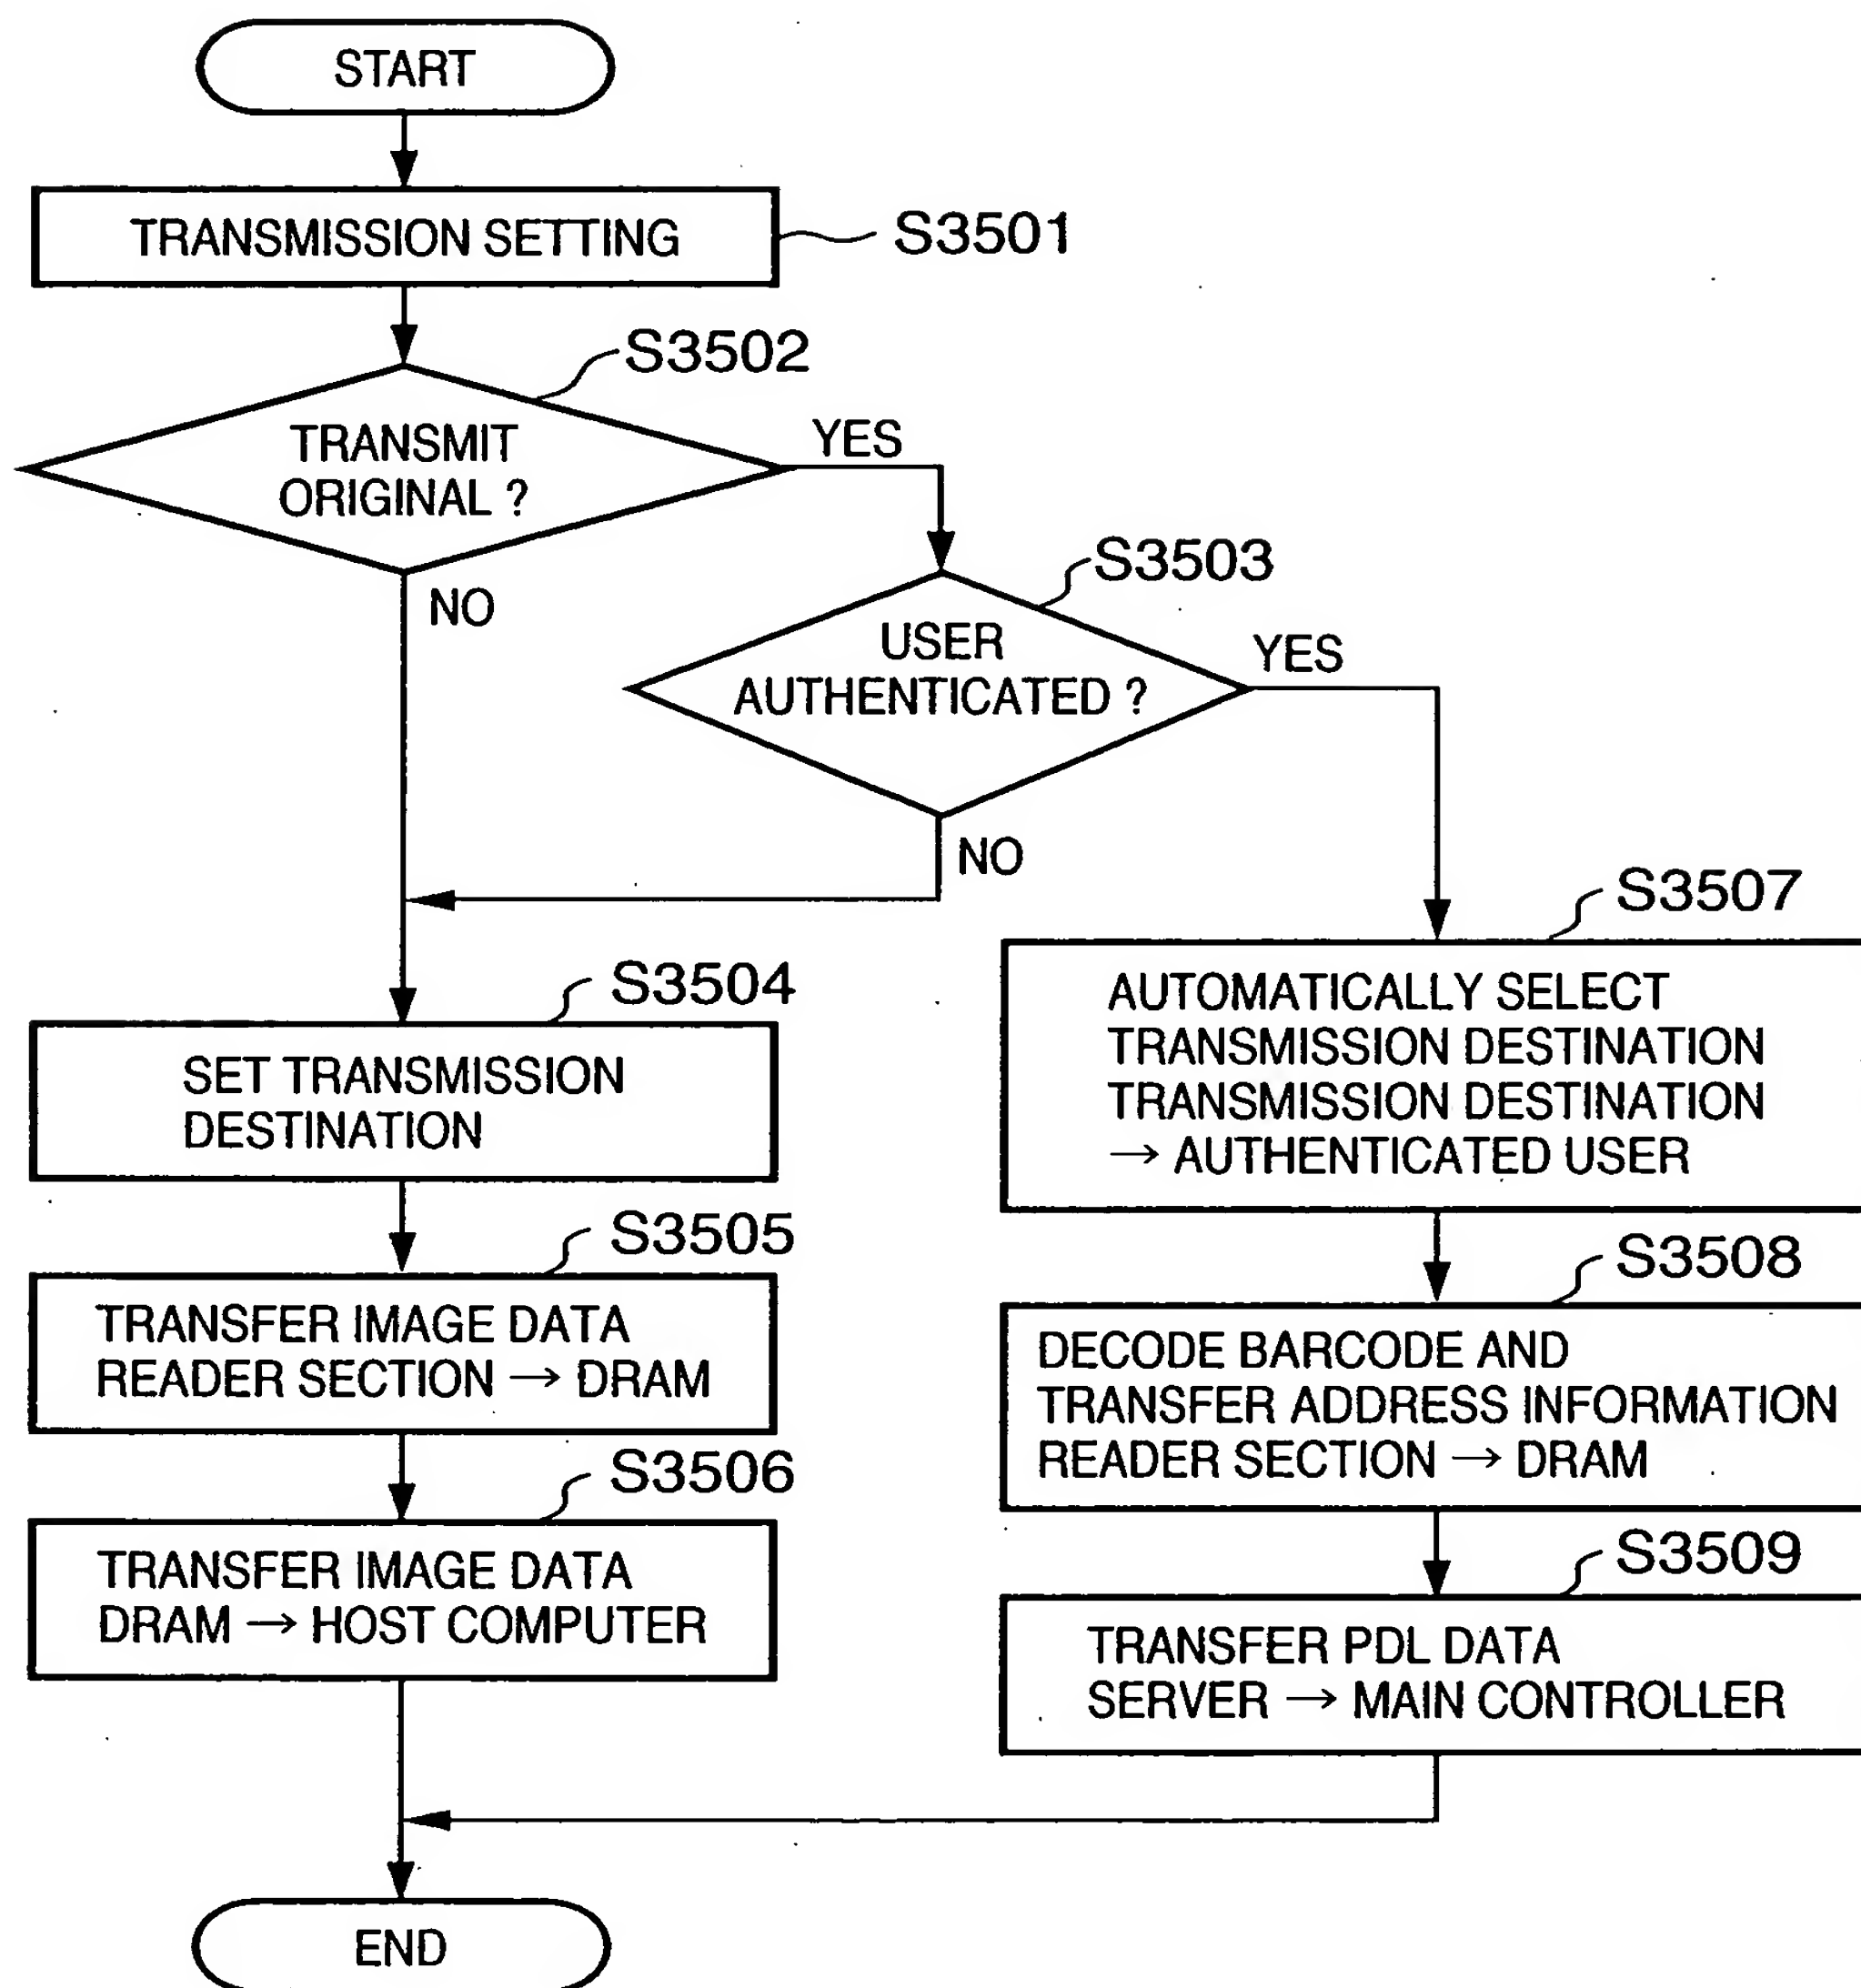 START
TRANSMISSION SETTING
S3501
S3502
TRANSMIT
ORIGINAL ?
YES
NO
S3503
USER
AUTHENTICATED ?
YES
NO
S3504
SET TRANSMISSION
DESTINATION
S3505
TRANSFER IMAGE DATA
READER SECTION → DRAM
S3506
TRANSFER IMAGE DATA
DRAM → HOST COMPUTER
S3507
AUTOMATICALLY SELECT
TRANSMISSION DESTINATION
TRANSMISSION DESTINATION
→ AUTHENTICATED USER
S3508
DECODE BARCODE AND
TRANSFER ADDRESS INFORMATION
READER SECTION → DRAM
S3509
TRANSFER PDL DATA
SERVER → MAIN CONTROLLER
END